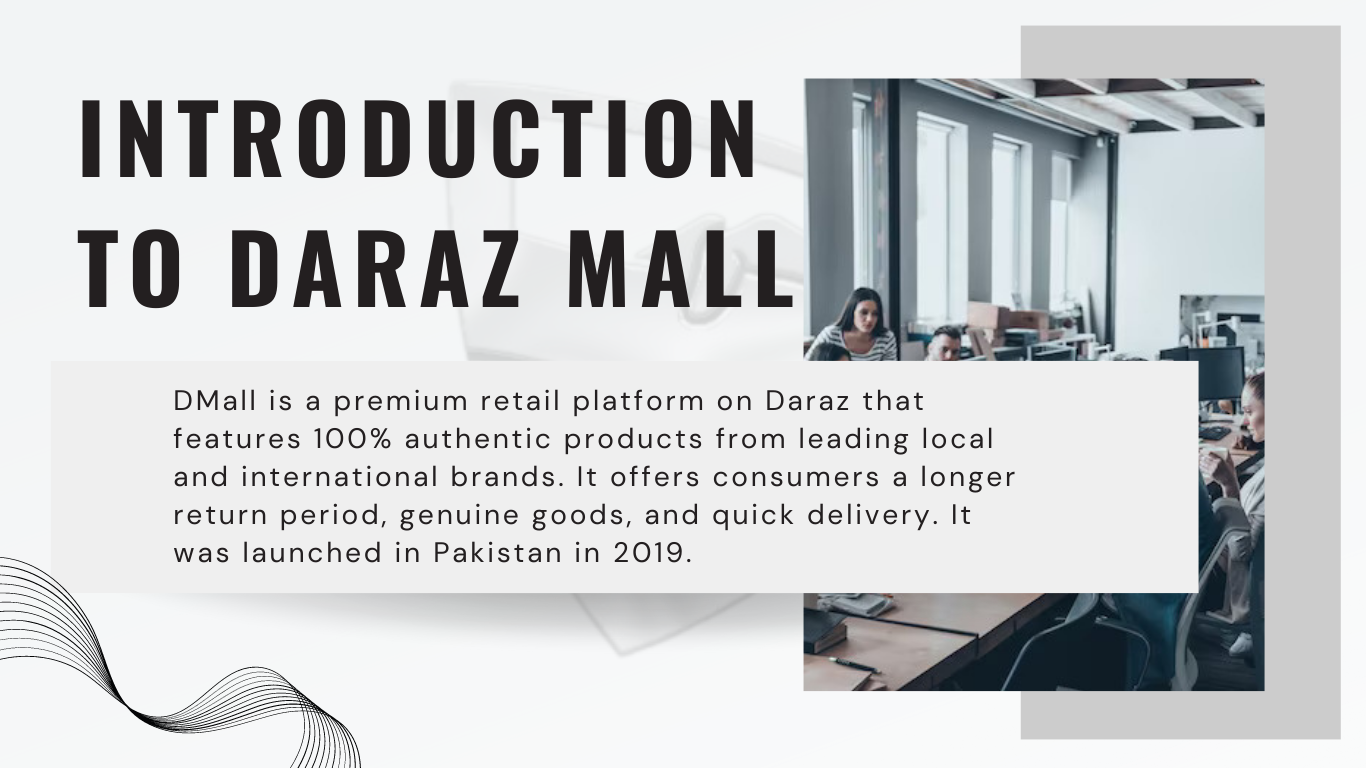 INTRODUCTION
TO DARAZ MALL
DMall is a premium retail platform on Daraz that
features 100% authentic products from leading local
and international brands. It offers consumers a longer
return period, genuine goods, and quick delivery. It
was launched in Pakistan in 2019.